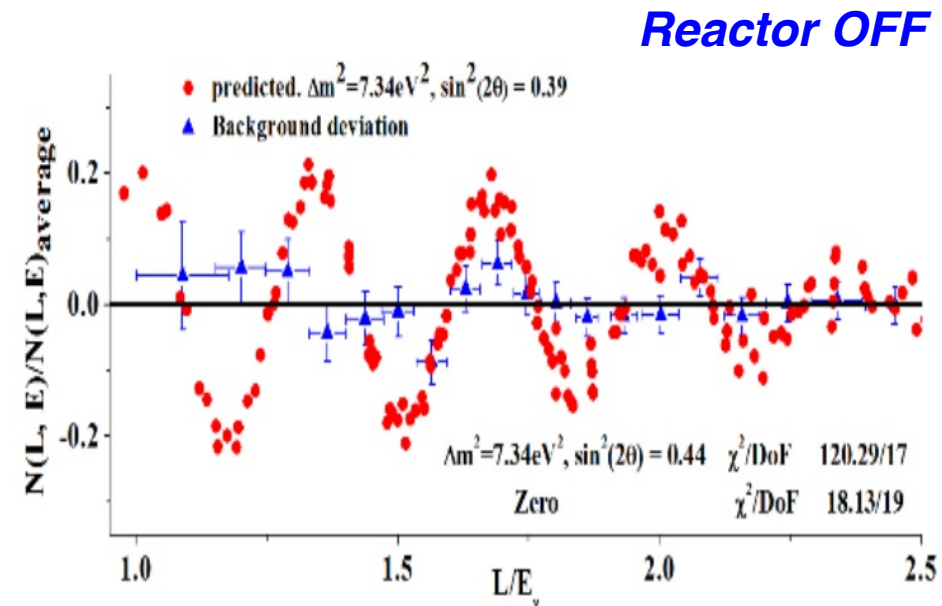 Reactor OFF
predicted. Δm²=7.34eV², sin²(2θ) = 0.39
Background deviation
N(L, E)/N(L,E)average
0.2
0.0
-0.2
Δm²=7.34eV², sin²(2θ) = 0.44 χ²/DoF 120.29/17
Zero χ²/DoF 18.13/19
1.0 1.5 2.0 2.5
L/Eᵥ